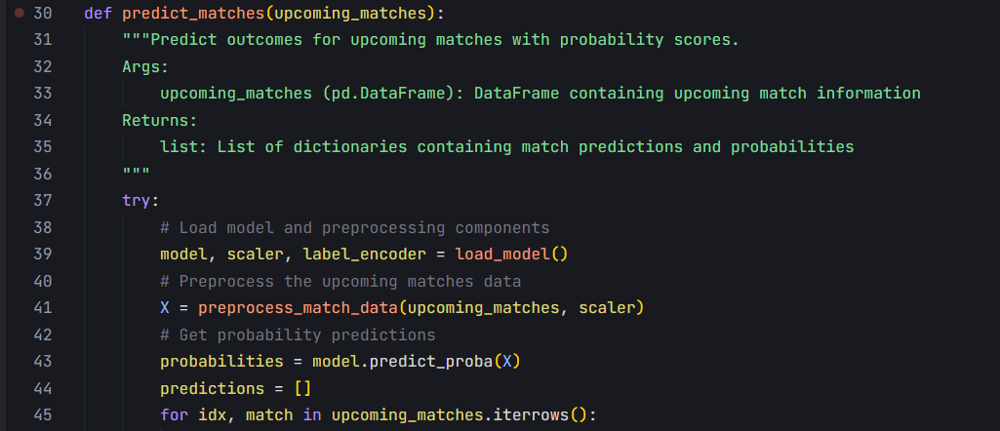 30 def predict_matches(upcoming_matches):
31     """Predict outcomes for upcoming matches with probability scores.
32     Args:
33         upcoming_matches (pd.DataFrame): DataFrame containing upcoming match information
34     Returns:
35         list: List of dictionaries containing match predictions and probabilities
36     """
37     try:
38         # Load model and preprocessing components
39         model, scaler, label_encoder = load_model()
40         # Preprocess the upcoming matches data
41         X = preprocess_match_data(upcoming_matches, scaler)
42         # Get probability predictions
43         probabilities = model.predict_proba(X)
44         predictions = []
45         for idx, match in upcoming_matches.iterrows():